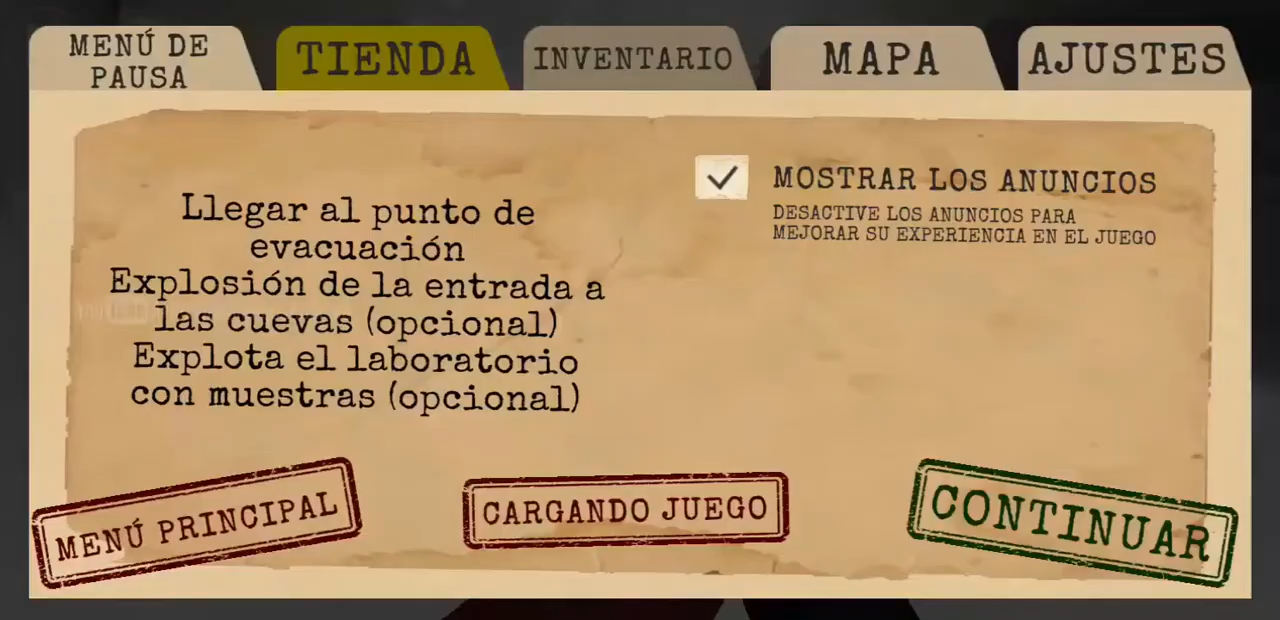 MENÚ DE
PAUSA
TIENDA
INVENTARIO
MAPA
AJUSTES
MOSTRAR LOS ANUNCIOS
DESACTIVE LOS ANUNCIOS PARA
MEJORAR SU EXPERIENCIA EN EL JUEGO
Llegar al punto de
evacuación
Explosión de la entrada a
las cuevas (opcional)
Explota el laboratorio
con muestras (opcional)
MENÚ PRINCIPAL
CARGANDO JUEGO
CONTINUAR